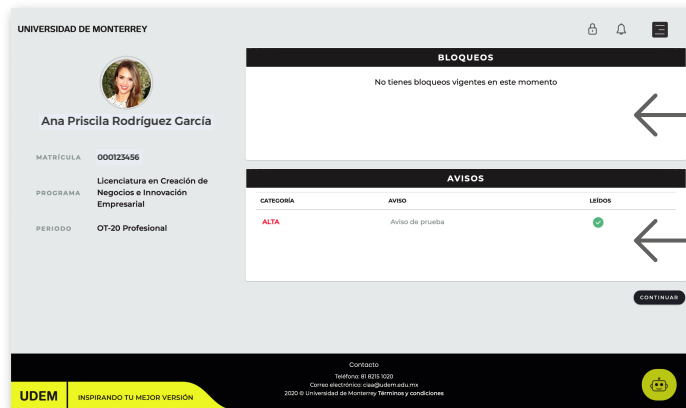 UNIVERSIDAD DE MONTERREY
Ana Priscila Rodríguez García
MATRÍCULA 000123456
PROGRAMA Licenciatura en Creación de
Negocios e Innovación
Empresarial
PERIODO OT-20 Profesional
BLOQUEOS
No tienes bloqueos vigentes en este momento
AVISOS
CATEGORÍA AVISO LEÍDOS
ALTA Aviso de prueba
CONTINUAR
Contacto
Teléfono: 81 8215 1020
Correo electrónico: ciaa@udem.edu.mx
2020 © Universidad de Monterrey Términos y condiciones
UDEM INSPIRANDO TU MEJOR VERSIÓN